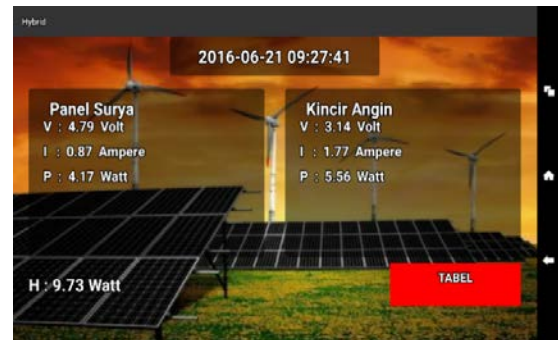 Hybrid
2016-06-21 09:27:41
Panel Surya
V : 4.79 Volt
I : 0.87 Ampere
P : 4.17 Watt
Kincir Angin
V : 3.14 Volt
I : 1.77 Ampere
P : 5.56 Watt
H : 9.73 Watt
TABEL